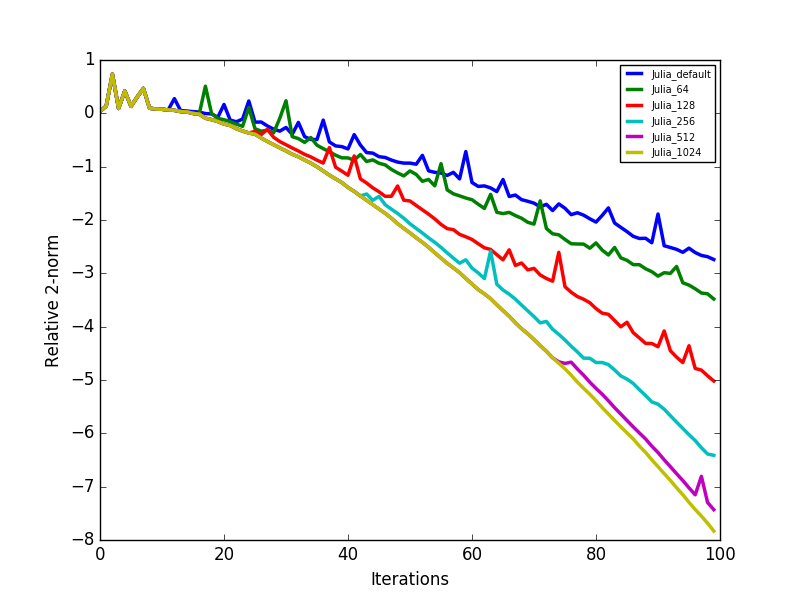 1
0
−1
−2
−3
−4
−5
−6
−7
−8
Relative 2-norm
0 20 40 60 80 100
Iterations
Julia_default
Julia_64
Julia_128
Julia_256
Julia_512
Julia_1024